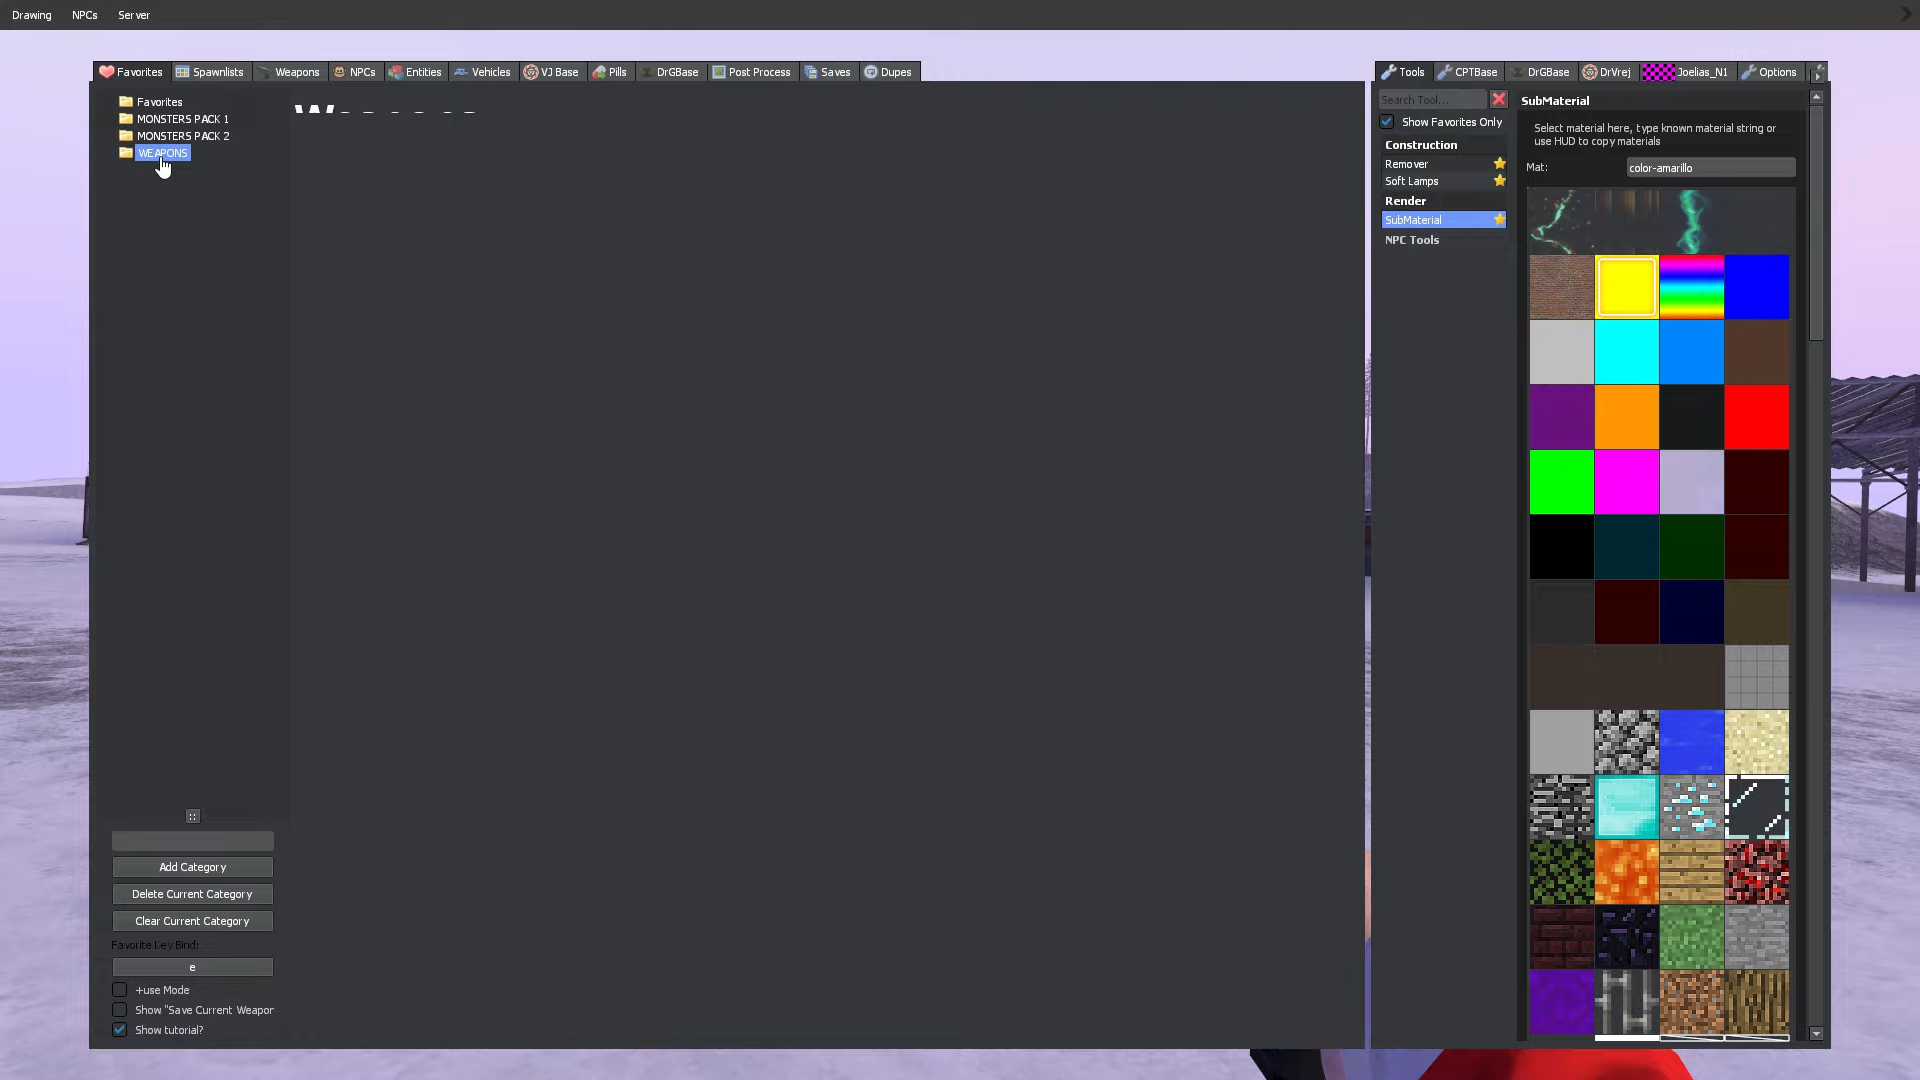 Drawing NPCs Server
Favorites Spawnlists Weapons NPCs Entities Vehicles VJ Base Pills DrGBase Post Process Saves Dupes
Favorites
MONSTERS PACK 1
MONSTERS PACK 2
WEAPONS
Add Category
Delete Current Category
Clear Current Category
Favorite Key Bind:
e
+use Mode
Show "Save Current Weapon
Show tutorial?
Tools CPTBase DrGBase DrVrej Joelias_N1 Options
Search Tool...
Show Favorites Only
Construction
Remover
Soft Lamps
Render
SubMaterial
NPC Tools
SubMaterial
Select material here, type known material string or
use HUD to copy materials
Mat: color-amarillo